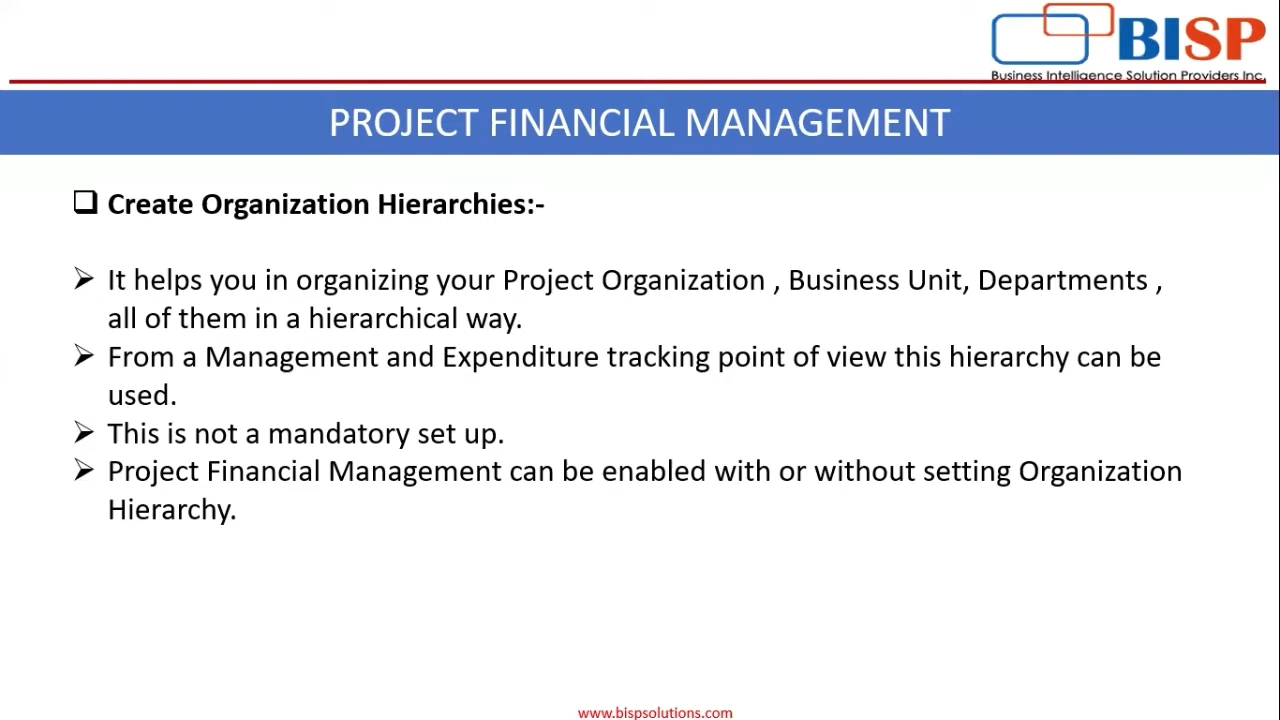 BISP
Business Intelligence Solution Providers Inc.
PROJECT FINANCIAL MANAGEMENT
Create Organization Hierarchies:-
It helps you in organizing your Project Organization , Business Unit, Departments ,
all of them in a hierarchical way.
From a Management and Expenditure tracking point of view this hierarchy can be
used.
This is not a mandatory set up.
Project Financial Management can be enabled with or without setting Organization
Hierarchy.
www.bispsolutions.com